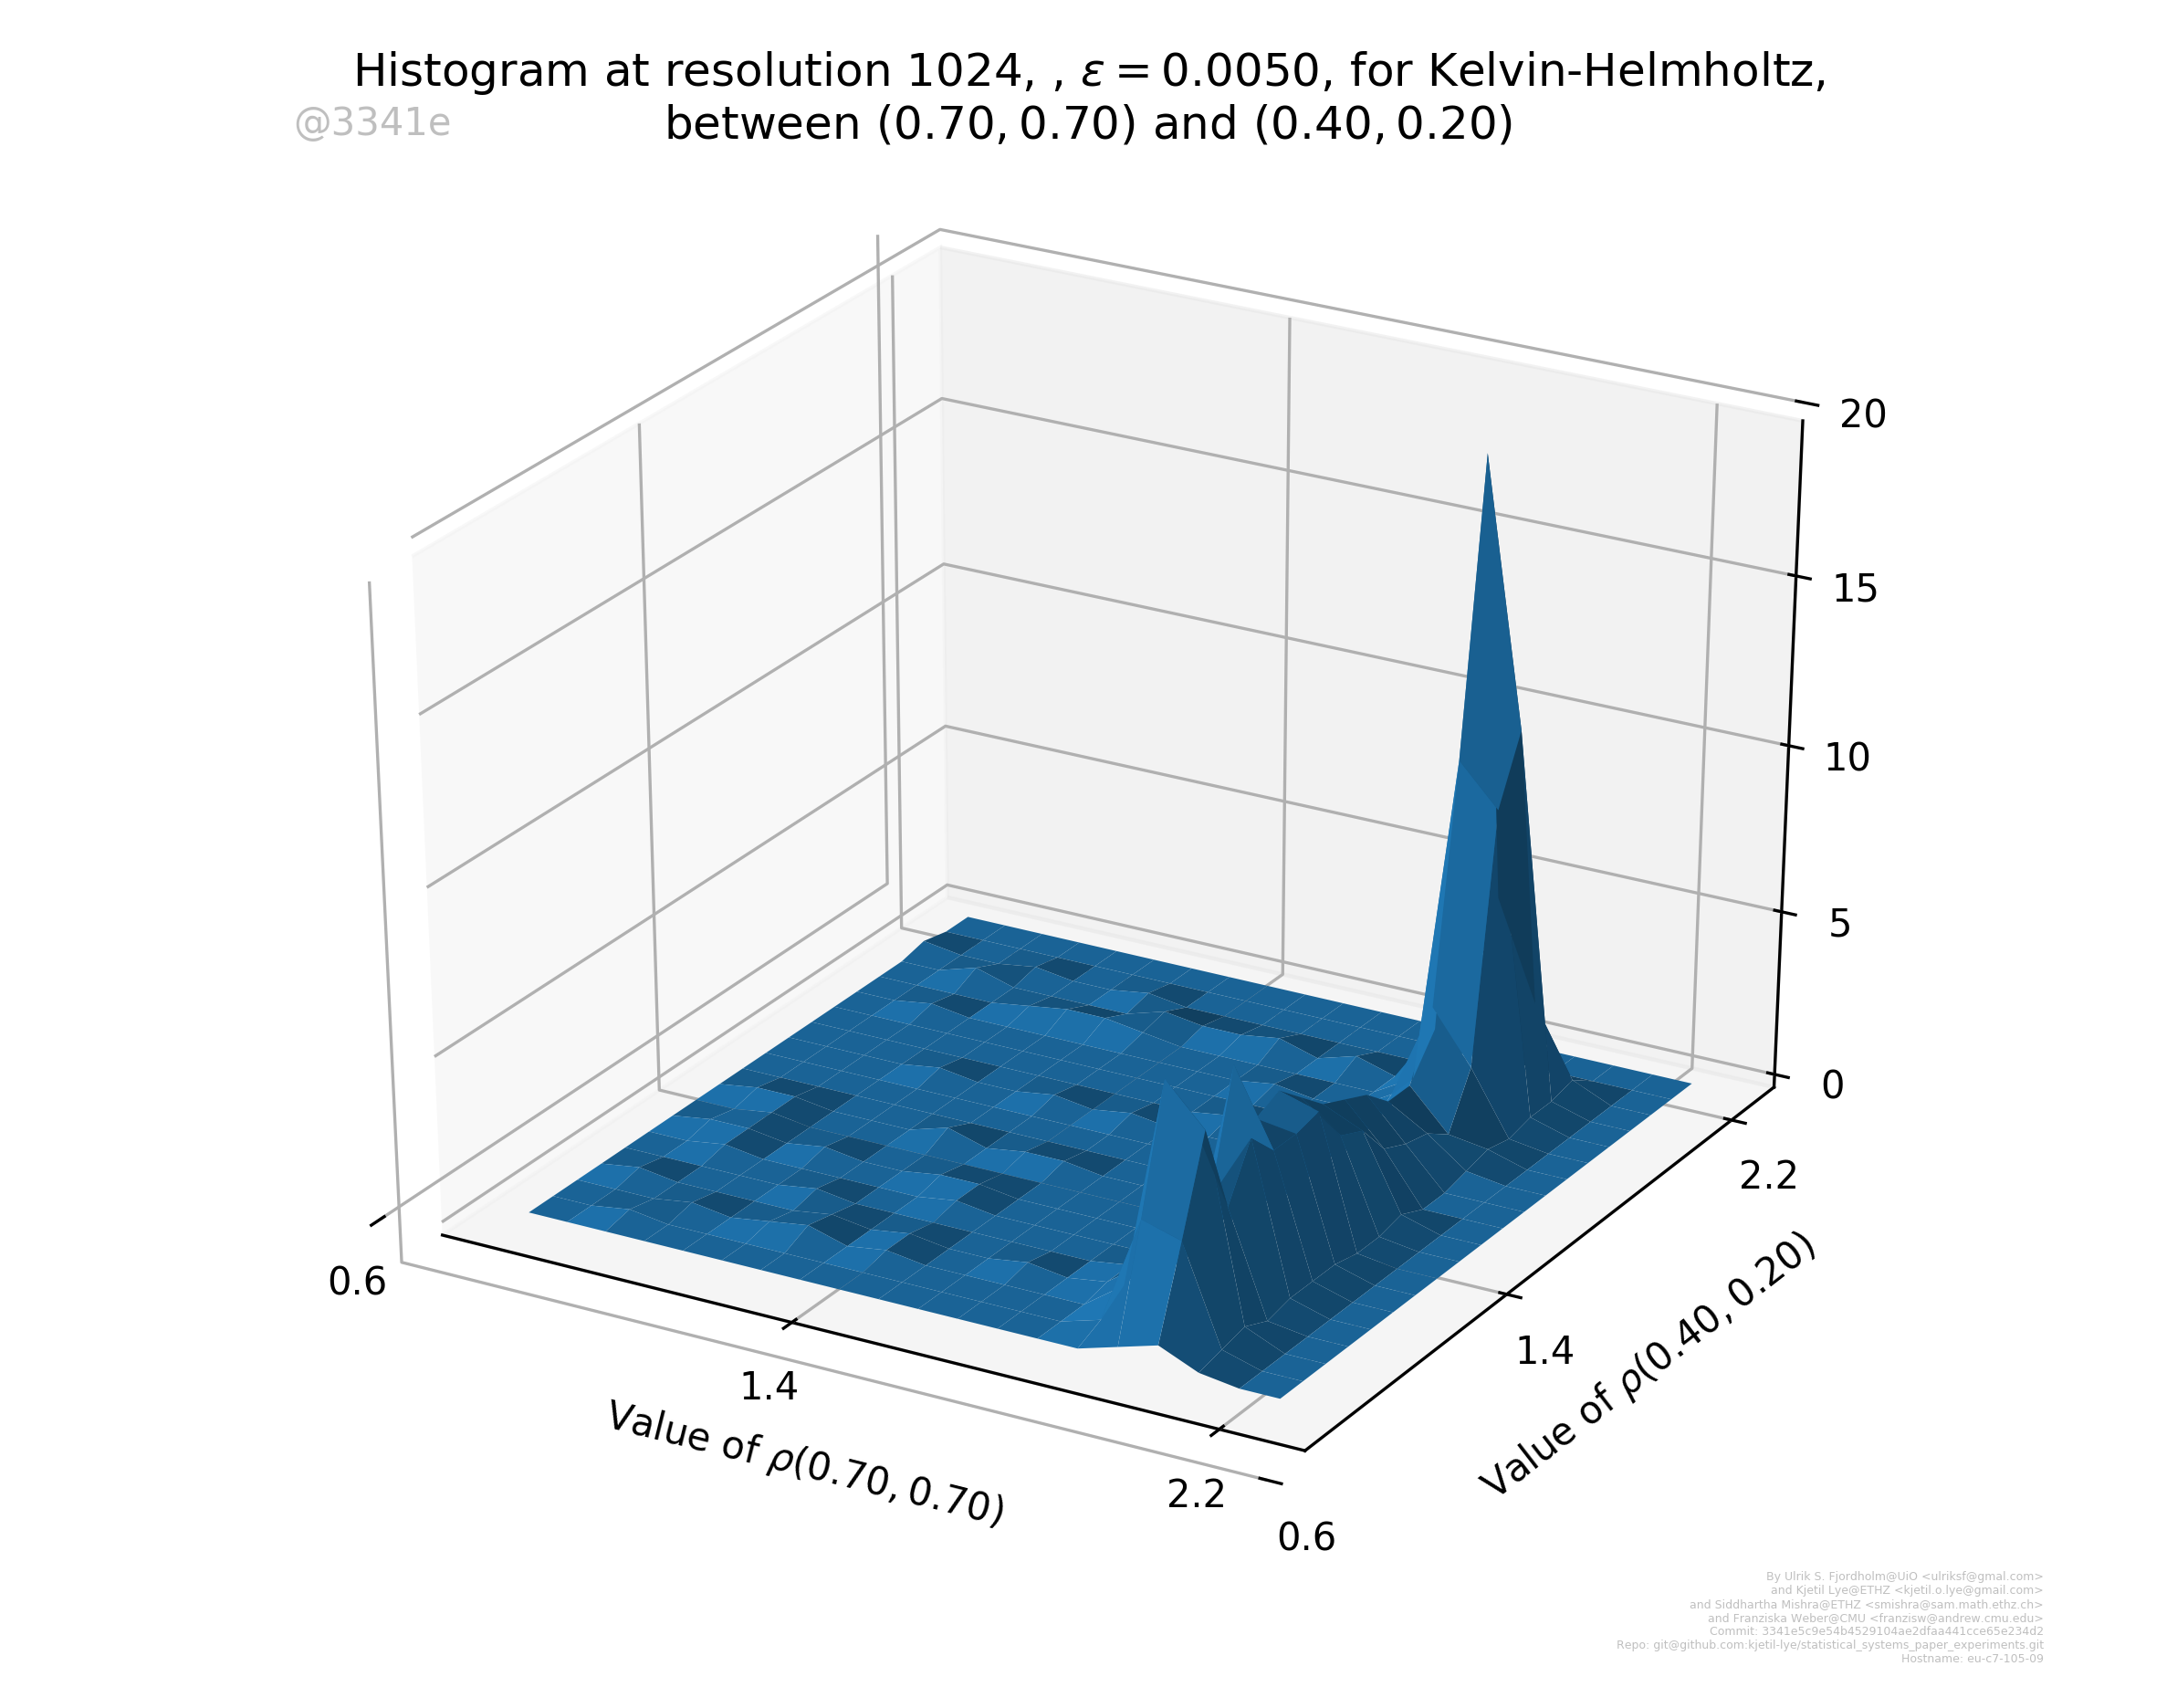 Histogram at resolution 1024, , ε = 0.0050, for Kelvin-Helmholtz,
@3341e
between (0.70, 0.70) and (0.40, 0.20)
20
15
10
5
0
2.2
1.4
0.6
Value of ρ(0.40, 0.20)
0.6
1.4
2.2
Value of ρ(0.70, 0.70)
By Ulrik S. Fjordholm@UiO <ulriksf@gmal.com>
and Kjetil Lye@ETHZ <kjetil.o.lye@gmail.com>
and Siddhartha Mishra@ETHZ <smishra@sam.math.ethz.ch>
and Franziska Weber@CMU <franzisw@andrew.cmu.edu>
Commit: 3341e5c9e54b4529104ae2dfaa441cce65e234d2
Repo: git@github.com:kjetil-lye/statistical_systems_paper_experiments.git
Hostname: eu-c7-105-09